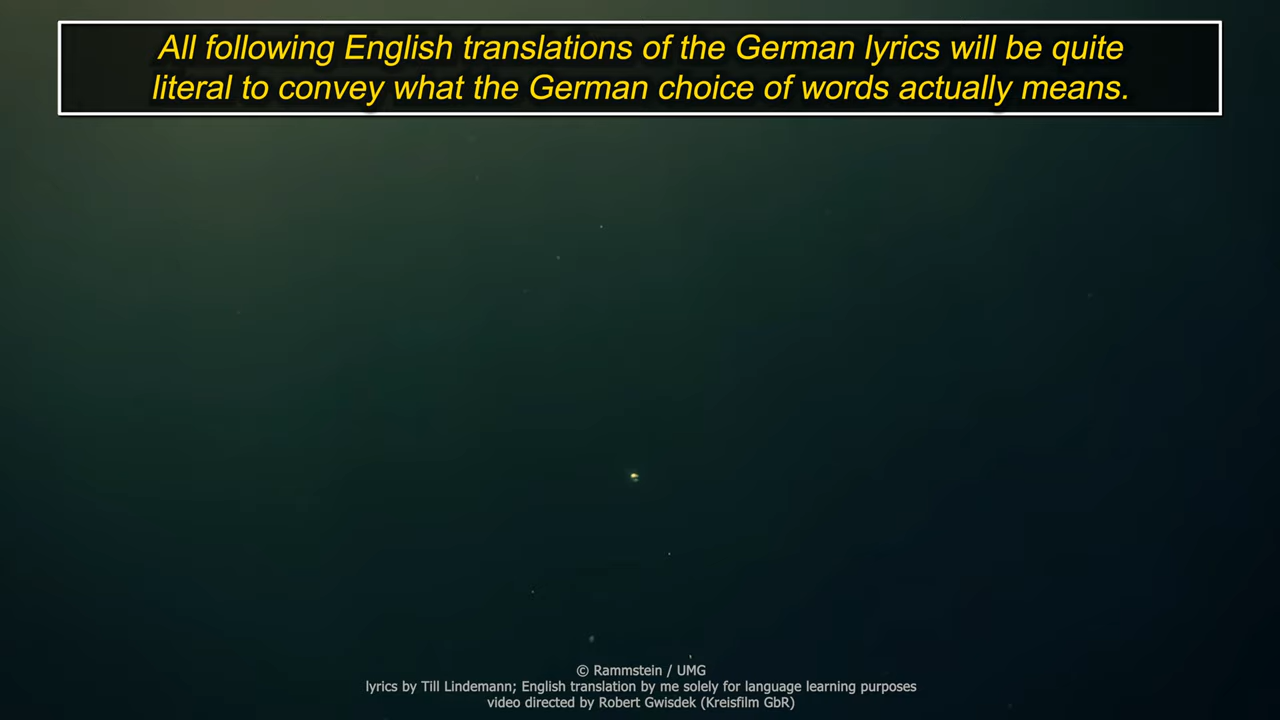 All following English translations of the German lyrics will be quite
literal to convey what the German choice of words actually means.
© Rammstein / UMG
lyrics by Till Lindemann; English translation by me solely for language learning purposes
video directed by Robert Gwisdek (Kreisfilm GbR)